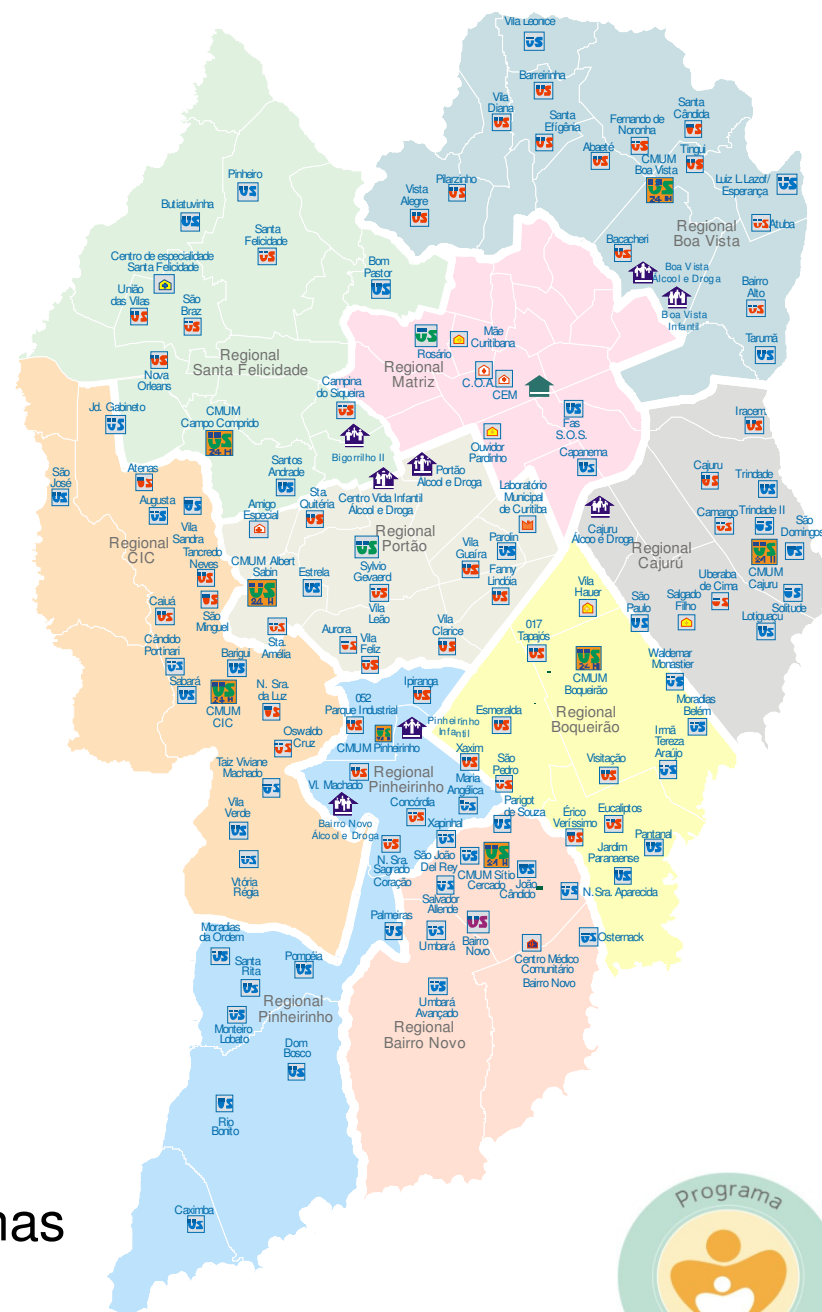 Vila Leonice
Barreirinha
Vila
Diana
Santa
Efigênia
Santa
Cândida
Fernando de
Noronha
Abaeté
Tingui
CMUM
Boa Vista
Luiz L.Lazof/
Esperança
Pilarzinho
Vista
Alegre
Atuba
Regional
Boa Vista
Bacacheri
Boa Vista
Álcool e Droga
Boa Vista
Infantil
Bairro
Alto
Tarumã
Pinheiro
Butiatuvinha
Santa
Felicidade
Centro de especialidade
Santa Felicidade
Bom
Pastor
União
das Vilas
São
Braz
Nova
Orleans
Regional
Santa Felicidade
Campina
do Siqueira
Jd. Gabineto
CMUM
Campo Comprido
Bigorrilho II
Santos
Andrade
Regional
Matriz
Rosário
Mãe
Curitibana
C.O.A.
CEM
Fas
S.O.S.
Ouvidor
Pardinho
Capanema
Iracem.
Cajuru
Trindade
Camargo
Trindade II
São
Domingos
CMUM
Cajuru
Cajuru
Álcool e Droga
Regional
Cajurú
Uberaba
de Cima
Salgado
Filho
Solitude
Lotiguaçu
São
Paulo
São
José
Atenas
Augusta
Vila
Sandra
Regional
CIC
Tancredo
Neves
Caiuá
São
Minguel
Cândido
Portinari
Barigui
Sabará
CMUM
CIC
N. Sra.
da Luz
Oswaldo
Cruz
Taiz Viviane
Machado
Vila
Verde
Vtória
Régia
Portão
Álcool e Droga
Centro Vida Infantil
Álcool e Droga
Sta.
Quitéria
Amigo
Especial
Laboratório
Municipal
de Curitiba
Regional
Portão
Parolin
CMUM Albert
Sabin
Estrela
Sylvio
Gevaerd
Vila
Guaíra
Fanny
Lindóia
Vila
Leão
Sta.
Amélia
Aurora
Vila
Feliz
Vila
Clarice
Vila
Hauer
017
Tapajós
CMUM
Boqueirão
Waldemar
Monastier
Moradias
Belém
Regional
Boqueirão
Irmã
Tereza
Araújo
Esmeralda
Xaxim
São
Pedro
Visitação
Maria
Angélica
Parigot
de Souza
Érico
Veríssimo
Eucaliptos
Pantanal
Jardim
Paranaense
N.Sra. Aparecida
Ipiranga
052
Parque Industrial
CMUM Pinheirinho
Pinheirinho
Infantil
Vl. Machado
Regional
Pinheirinho
Concórdia
Bairro Novo
Álcool e Droga
Xapinhal
N. Sra.
Sagrado
Coração
São João
Del Rey
CMUM Sítio
Cercado
João
Cândido
Salvador
Allende
Palmeiras
Umbará
Bairro
Novo
Osternack
Centro Médico
Comunitário
Bairro Novo
Umbará
Avançado
Regional
Bairro Novo
Moradias
da Ordem
Santa
Rita
Pompéia
Regional
Pinheirinho
Monteiro
Lobato
Dom
Bosco
Rio
Bonito
Caximba
Programa